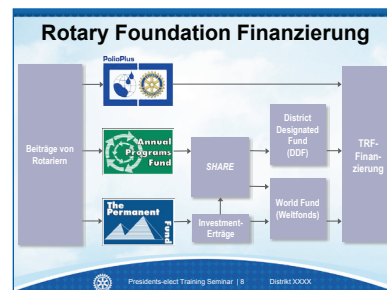 Rotary Foundation Finanzierung
PolioPlus
Beiträge von
Rotariern
Annual
Programs
Fund
The
Permanent
Fund
SHARE
Investment-
Erträge
District
Designated
Fund
(DDF)
World Fund
(Weltfonds)
TRF-
Finan-
zierung
Presidents-elect Training Seminar | 8
Distrikt XXXX